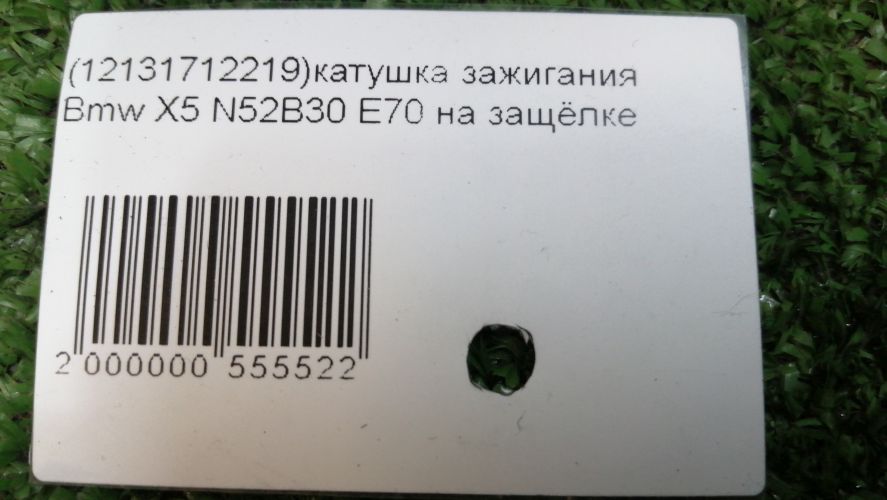 (12131712219)катушка зажигания
Bmw X5 N52B30 E70 на защёлке
2 000000 555522